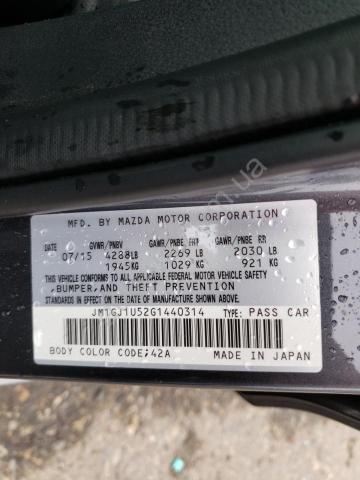 MFD. BY MAZDA MOTOR CORPORATION
DATE GVWR/PNBV GAWR/PNBE FRT GAWR/PNBE RR
07/15 4288LB 2269 LB 2030 LB
1945KG 1029 KG 921 KG
THIS VEHICLE CONFORMS TO ALL APPLICABLE FEDERAL MOTOR VEHICLE SAFETY
,BUMPER,AND THEFT PREVENTION
STANDARDS IN EFFECT ON THE DATE OF MANUFACTURE SHOWN ABOVE.
JM1GJ1U52G1440314 TYPE: PASS CAR
BODY COLOR CODE:42A MADE IN JAPAN